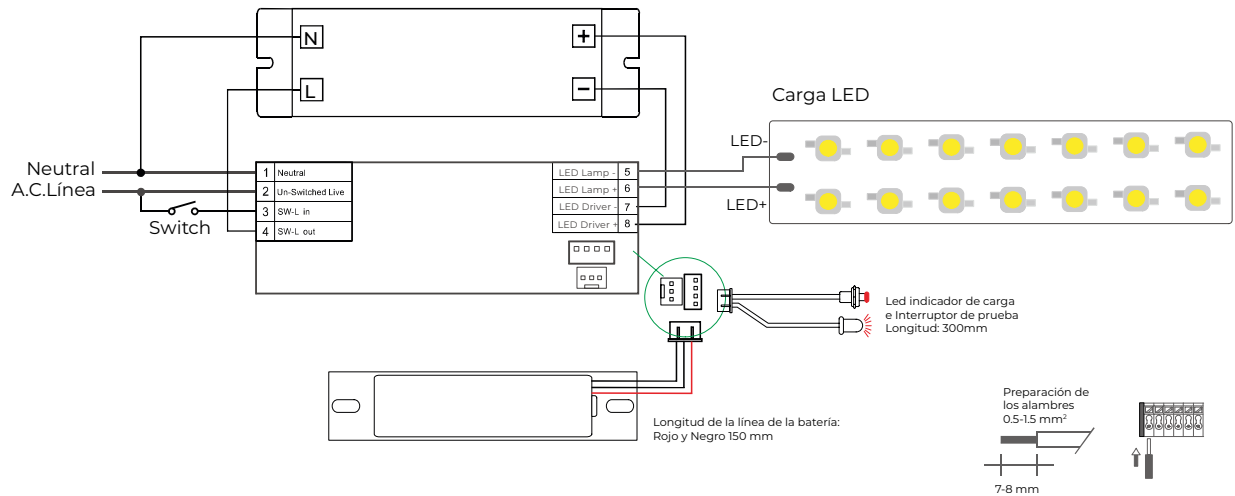 N
+
L
−
Carga LED
LED-
LED+
Neutral
A.C.Línea
Switch
1 Neutral
2 Un-Switched Live
3 SW-L in
4 SW-L out
LED Lamp - 5
LED Lamp + 6
LED Driver - 7
LED Driver + 8
Led indicador de carga
e Interruptor de prueba
Longitud: 300mm
Longitud de la línea de la batería:
Rojo y Negro 150 mm
Preparación de
los alambres
0.5-1.5 mm²
7-8 mm